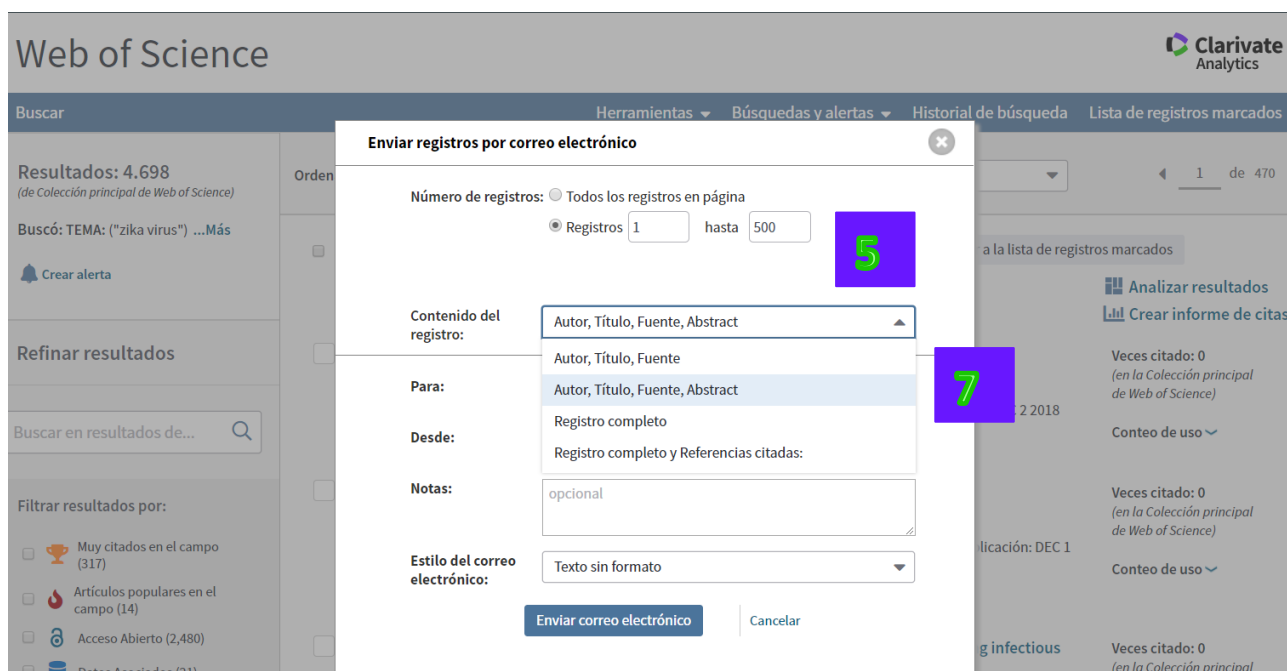 Web of Science
Clarivate
Analytics
Buscar
Herramientas
Búsquedas y alertas
Historial de búsqueda
Lista de registros marcados
Resultados: 4.698
(de Colección principal de Web of Science)
Buscó: TEMA: ("zika virus") ...Más
Crear alerta
Refinar resultados
Buscar en resultados de...
Filtrar resultados por:
Muy citados en el campo
(317)
Artículos populares en el
campo (14)
Acceso Abierto (2,480)
Orden
Enviar registros por correo electrónico
Número de registros:
Todos los registros en página
Registros 1 hasta 500
5
Contenido del
registro:
Autor, Título, Fuente, Abstract
Autor, Título, Fuente
Autor, Título, Fuente, Abstract
Registro completo
Registro completo y Referencias citadas:
7
Para:
Desde:
Notas:
opcional
Estilo del correo
electrónico:
Texto sin formato
Enviar correo electrónico
Cancelar
1 de 470
a la lista de registros marcados
Analizar resultados
Crear informe de citas
Veces citado: 0
(en la Colección principal
de Web of Science)
2 2018
Conteo de uso
Veces citado: 0
(en la Colección principal
de Web of Science)
licación: DEC 1
Conteo de uso
g infectious
Veces citado: 0
(en la Colección principal